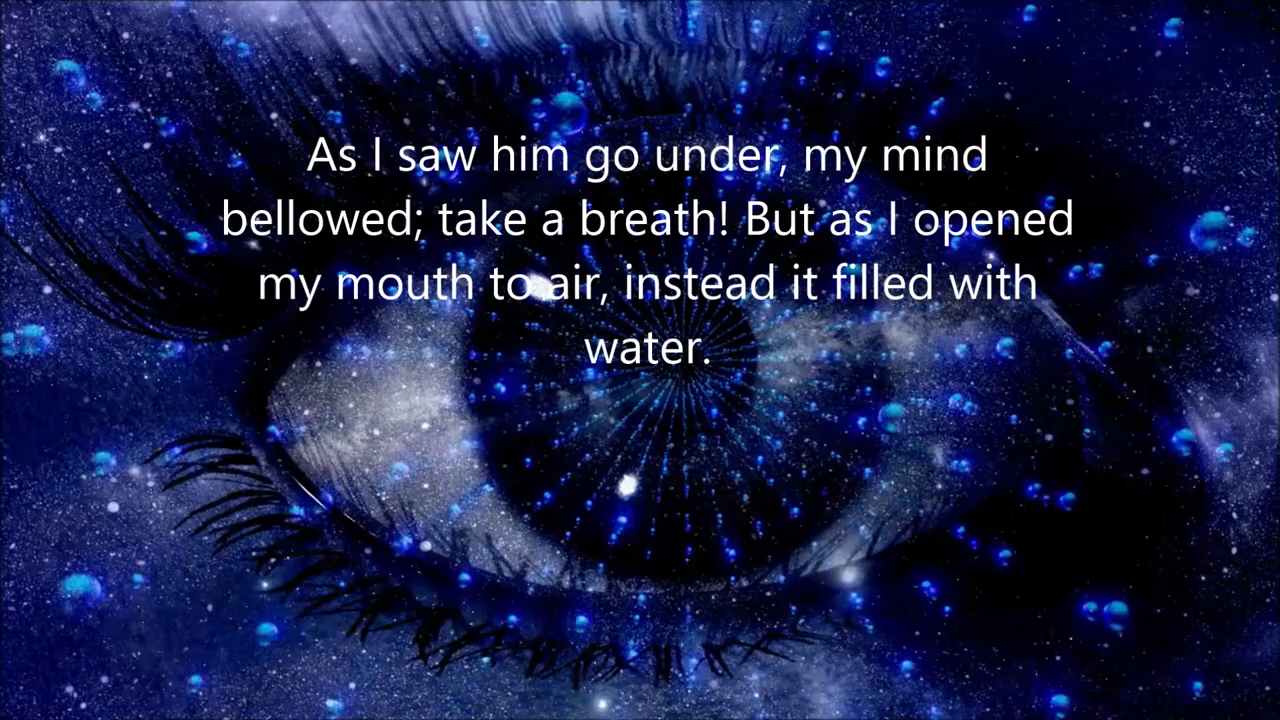 As I saw him go under, my mind
bellowed; take a breath! But as I opened
my mouth to air, instead it filled with
water.